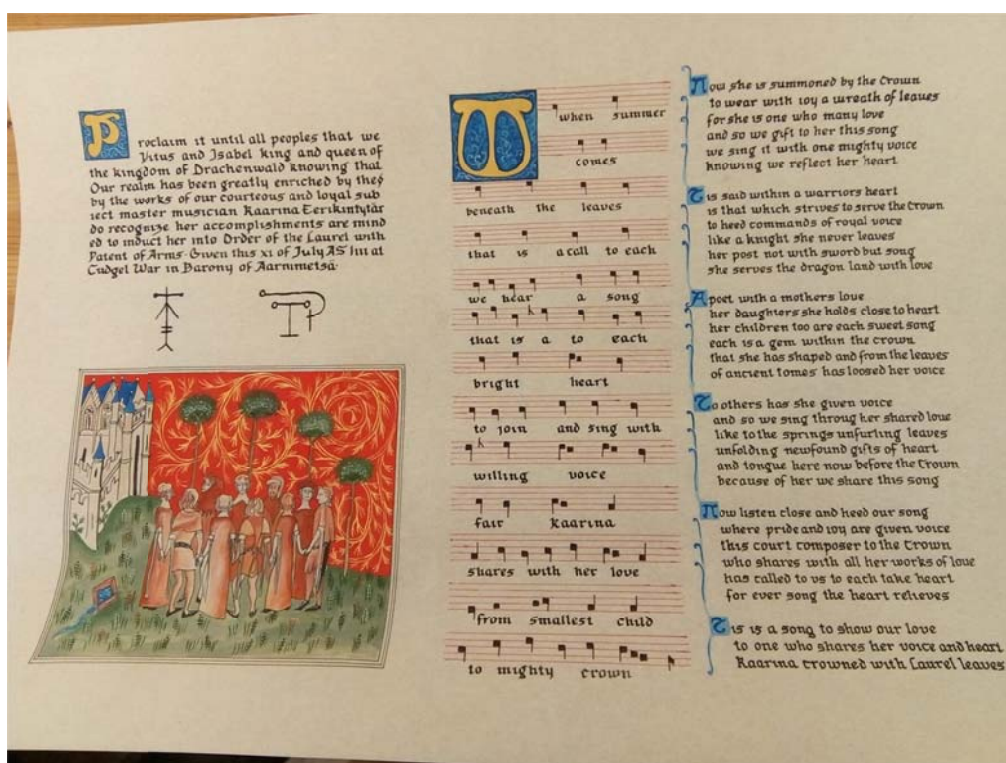 Proclaim it until all peoples that we
Vitus and Isabel king and queen of
the kingdom of Drachenwald knowing that
Our realm has been greatly enriched by they
by the works of our courteous and loyal sub
iect master musician Kaarina Eerikintytär
do recognize her accomplishments are mind
ed to induct her into Order of the Laurel with
Patent of Arms. Given this xi of July AS liii at
Cudgel War in Barony of Aarnimetsä.
W when summer
comes
beneath the leaves
that is a call to each
we hear a song
that is a to each
bright heart
to join and sing with
willing voice
fair Kaarina
shares with her love
from smallest child
to mighty crown
Now she is summoned by the Crown
to wear with ioy a wreath of leaves
for she is one who many love
and so we gift to her this song
we sing it with one mighty voice
knowing we reflect her heart
Tis said within a warriors heart
is that which strives to serve the Crown
to heed commands of royal voice
like a knight she never leaves
her post not with sword but song
she serves the dragon land with love
A poet with a mothers love
her daughters she holds close to heart
her children too are each sweet song
each is a gem within the crown
that she has shaped and from the leaves
of ancient tomes has loosed her voice
To others has she given voice
and so we sing throug her shared love
like to the springs unfurling leaves
unfolding newfound gifts of heart
and tongue here now before the Crown
because of her we share this song
Now listen close and heed our song
where pride and ioy are given voice
this court composer to the Crown
who shares with all her works of love
has called to vs to each take heart
for ever song the heart relieves
Tis is a song to show our love
to one who shares her voice and heart
Kaarina crowned with Laurel leaves